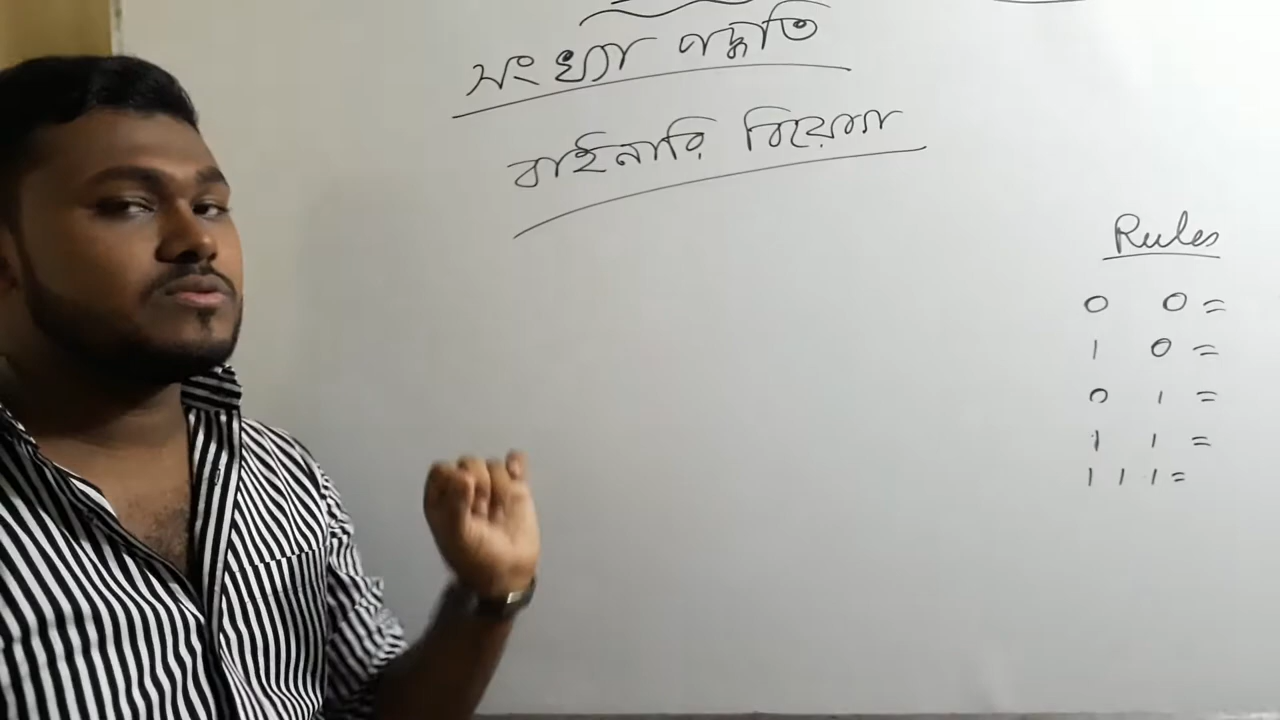 সংখ্যা পদ্ধতি
বাইনারি বিয়োগ
Rules
0 0 =
1 0 =
0 1 =
1 1 =
1 1 1 =